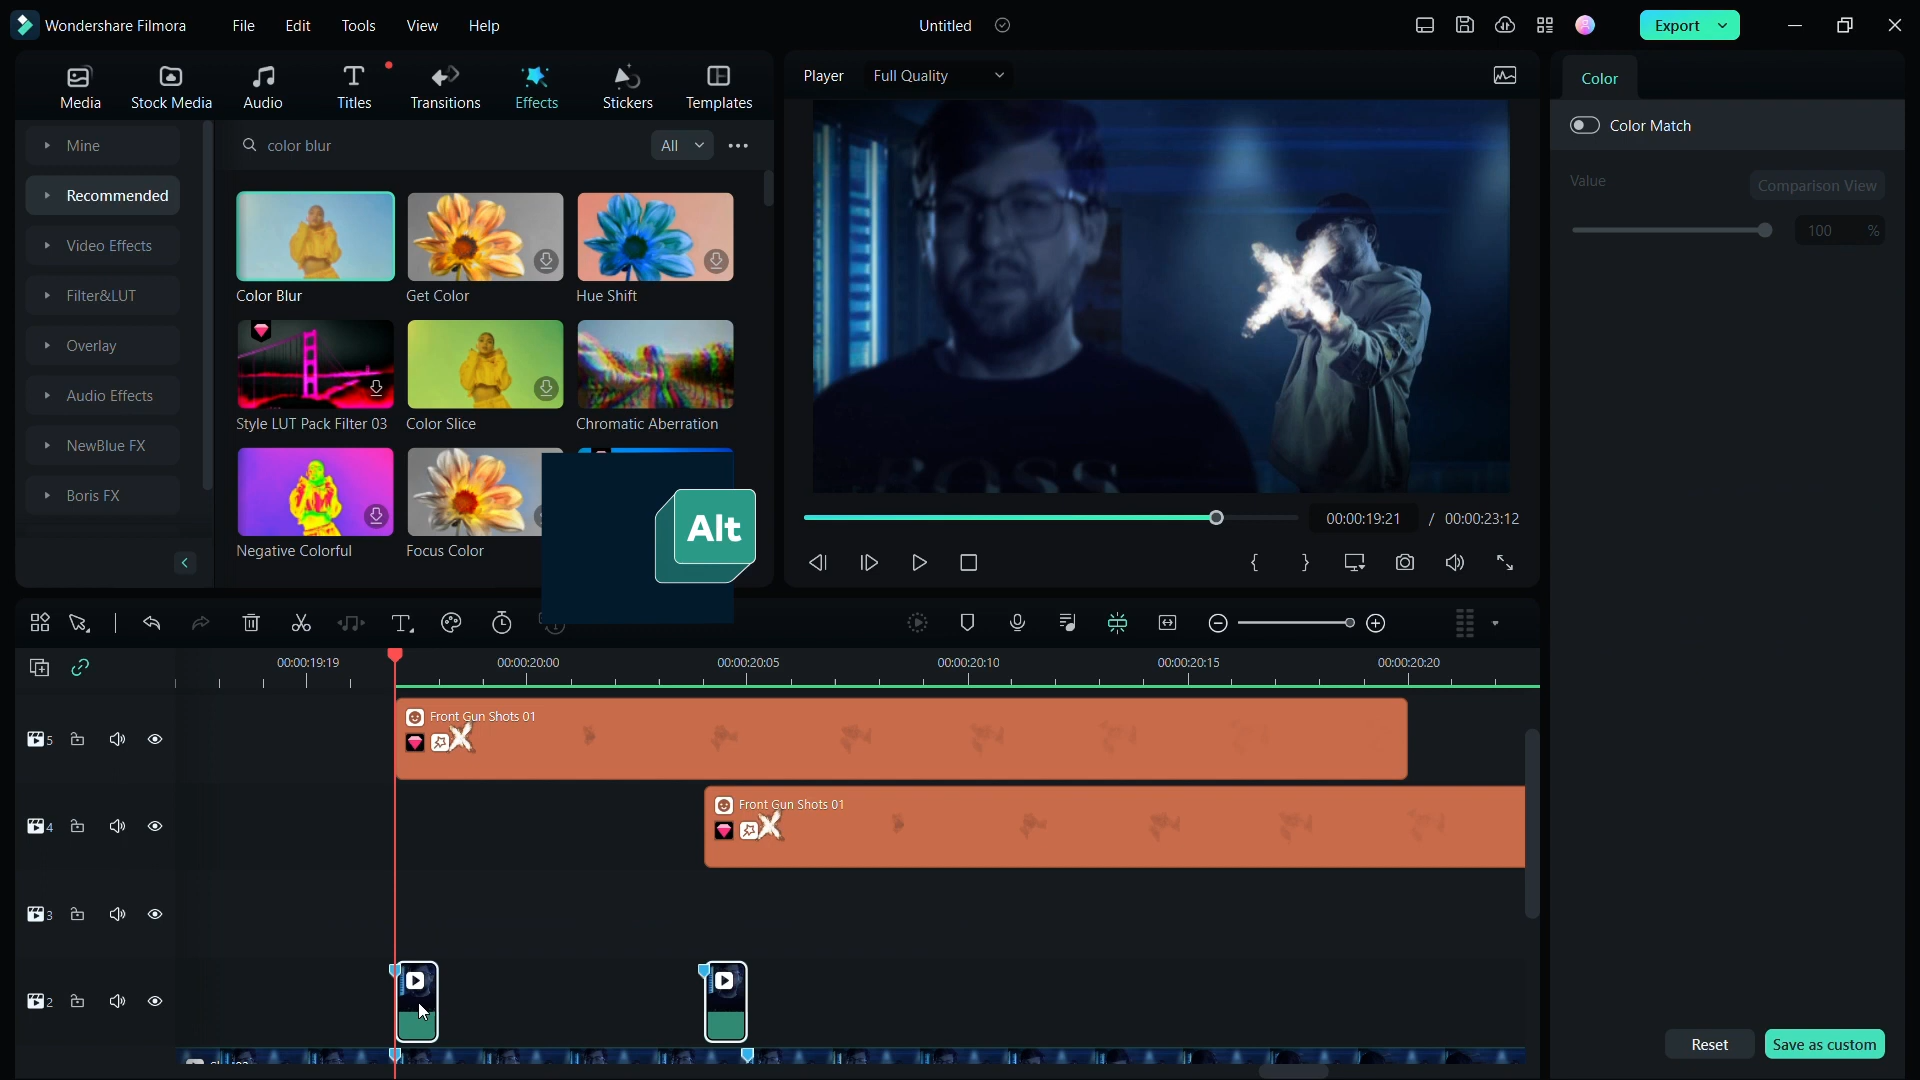 Wondershare Filmora
File
Edit
Tools
View
Help
Untitled
Export
Media
Stock Media
Audio
Titles
Transitions
Effects
Stickers
Templates
Player
Full Quality
Color
Color Match
Value
Comparison View
100
%
Mine
Recommended
Video Effects
Filter&LUT
Overlay
Audio Effects
NewBlue FX
Boris FX
color blur
All
Color Blur
Get Color
Hue Shift
Style LUT Pack Filter 03
Color Slice
Chromatic Aberration
Negative Colorful
Focus Color
Alt
BOSS
00:00:19:21
/
00:00:23:12
00:00:19:19
00:00:20:00
00:00:20:05
00:00:20:10
00:00:20:15
00:00:20:20
5
Front Gun Shots 01
4
Front Gun Shots 01
3
2
Reset
Save as custom